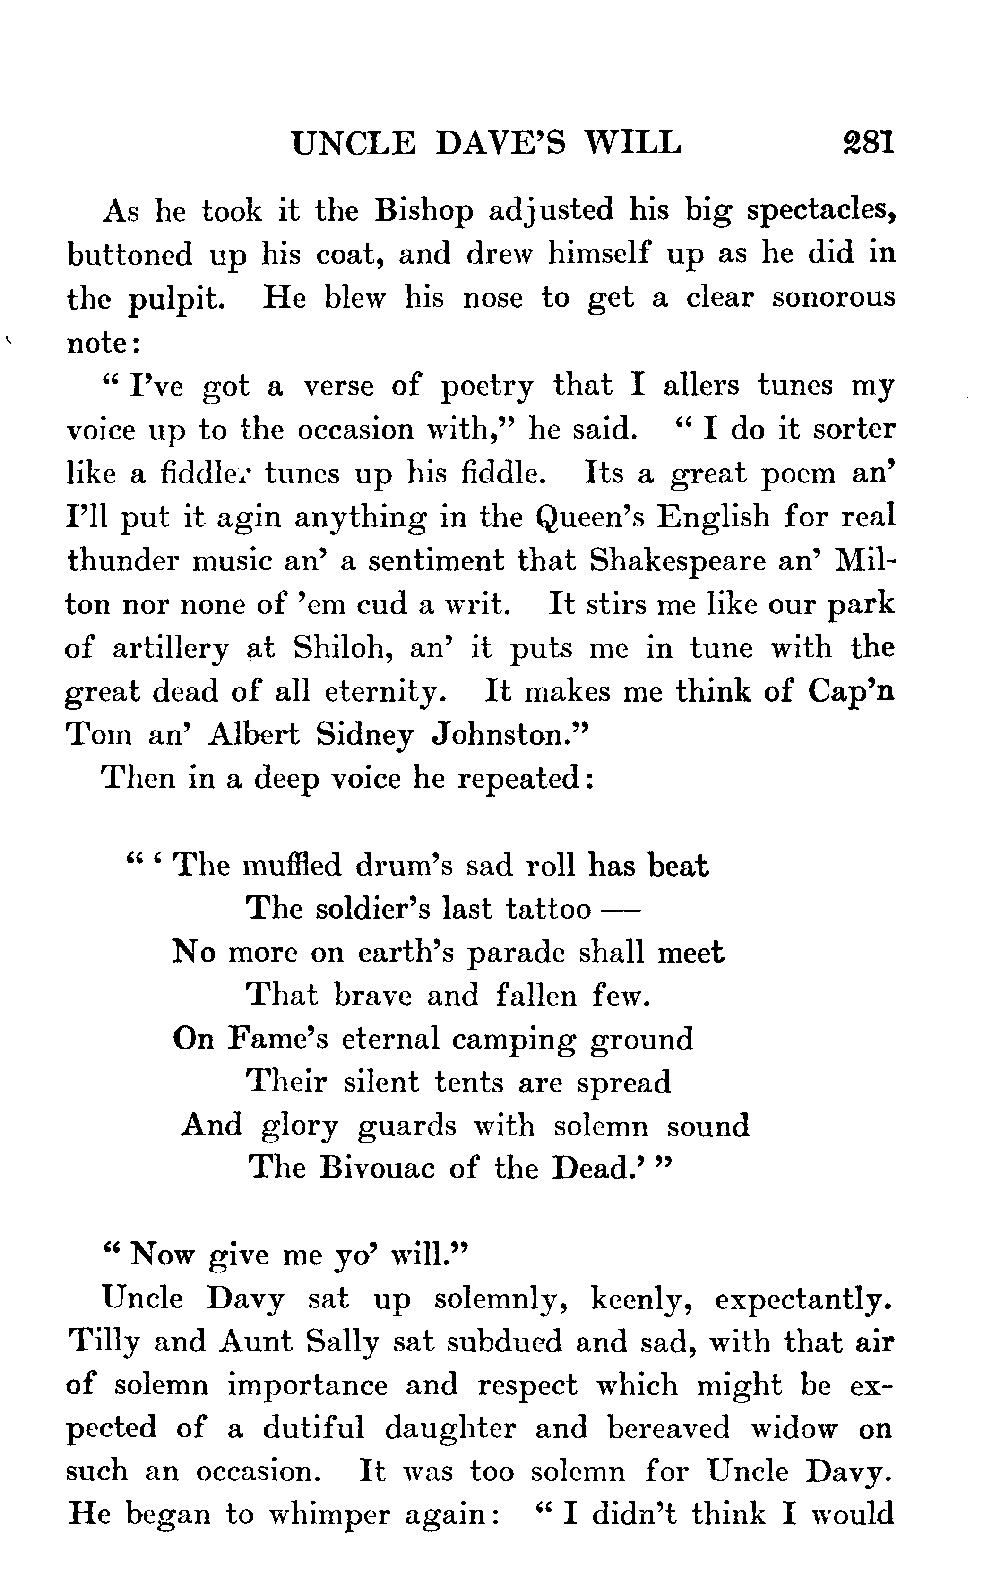 UNCLE DAVE'S WILL 281
As he took it the Bishop adjusted his big spectacles,
buttoned up his coat, and drew himself up as he did in
the pulpit. He blew his nose to get a clear sonorous
note:
“ I've got a verse of poetry that I allers tunes my
voice up to the occasion with,” he said. “ I do it sorter
like a fiddler tunes up his fiddle. Its a great poem an'
I'll put it agin anything in the Queen's English for real
thunder music an' a sentiment that Shakespeare an' Mil-
ton nor none of 'em cud a writ. It stirs me like our park
of artillery at Shiloh, an' it puts me in tune with the
great dead of all eternity. It makes me think of Cap'n
Tom an' Albert Sidney Johnston.”
Then in a deep voice he repeated:
“ ‘ The muffled drum's sad roll has beat
The soldier's last tattoo —
No more on earth's parade shall meet
That brave and fallen few.
On Fame's eternal camping ground
Their silent tents are spread
And glory guards with solemn sound
The Bivouac of the Dead.’ ”
“ Now give me yo' will.”
Uncle Davy sat up solemnly, keenly, expectantly.
Tilly and Aunt Sally sat subdued and sad, with that air
of solemn importance and respect which might be ex-
pected of a dutiful daughter and bereaved widow on
such an occasion. It was too solemn for Uncle Davy.
He began to whimper again: “ I didn't think I would